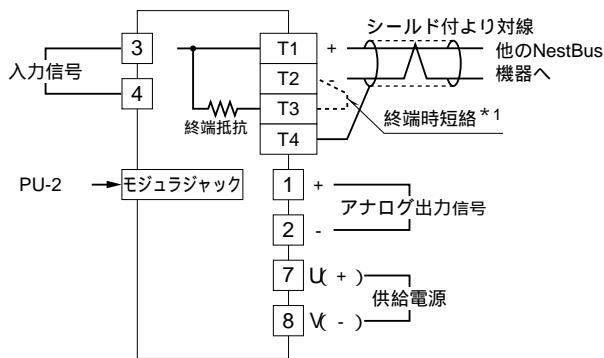 シールド付より対線
3
T1
+
他のNestBus
入力信号
T2
-
機器へ
4
T3
終端抵抗
終端時短絡*1
T4
PU-2
モジュラジャック
1
+
アナログ出力信号
2
-
7
U( + )
供給電源
8
V( - )